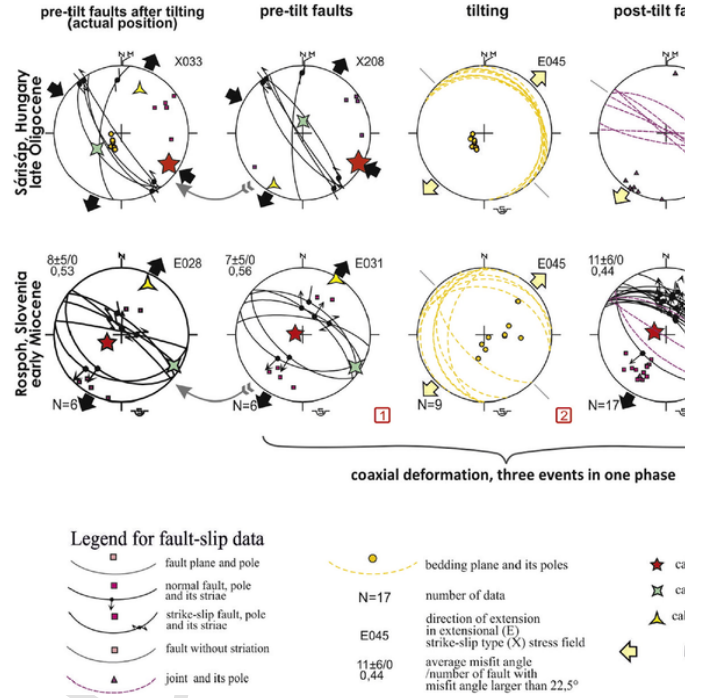 pre-tilt faults after tilting
(actual position)
pre-tilt faults
tilting
post-tilt fa
Sárisáp, Hungary
late Oligocene
N M
X033
N M
X208
N
E045
N
S
Rospoh, Slovenia
early Miocene
8±5/0
0,53
N
E028
N=6
S
7±5/0
0,56
N
E031
N=6
1
N
E045
N=9
S
2
11±6/0
0,44
N=17
coaxial deformation, three events in one phase
Legend for fault-slip data
fault plane and pole
normal fault, pole
and its striae
strike-slip fault, pole
and its striae
fault without striation
joint and its pole
bedding plane and its poles
N=17
number of data
E045
direction of extension
in extensional (E)
strike-slip type (X) stress field
11±6/0
0,44
average misfit angle
/number of fault with
misfit angle larger than 22,5°
ca
ca
cal